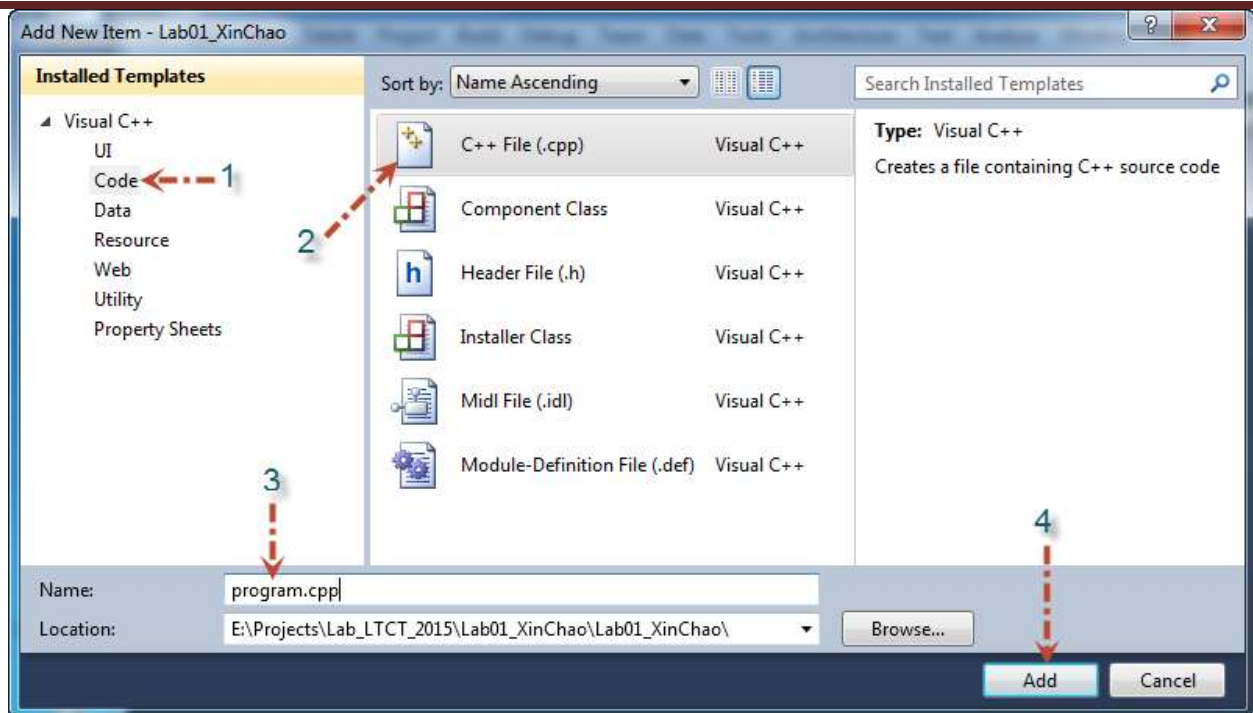 Add New Item - Lab01_XinChao
Installed Templates
Sort by: Name Ascending
Search Installed Templates
Visual C++
UI
Code
1
Data
Resource
Web
Utility
Property Sheets
2
C++ File (.cpp) Visual C++
Component Class Visual C++
Header File (.h) Visual C++
Installer Class Visual C++
Midl File (.idl) Visual C++
Module-Definition File (.def) Visual C++
Type: Visual C++
Creates a file containing C++ source code
3
4
Name: program.cpp
Location: E:\Projects\Lab_LTCT_2015\Lab01_XinChao\Lab01_XinChao\
Browse...
Add
Cancel